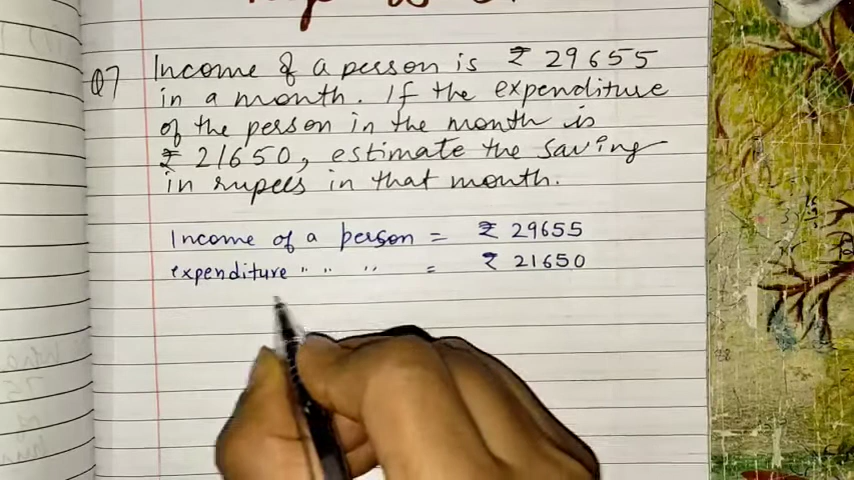 Q7 Income of a person is ₹ 29655
in a month. If the expenditure
of the person in the month is
₹ 21650, estimate the saving
in rupees in that month.
Income of a person = ₹ 29655
expenditure " " " = ₹ 21650